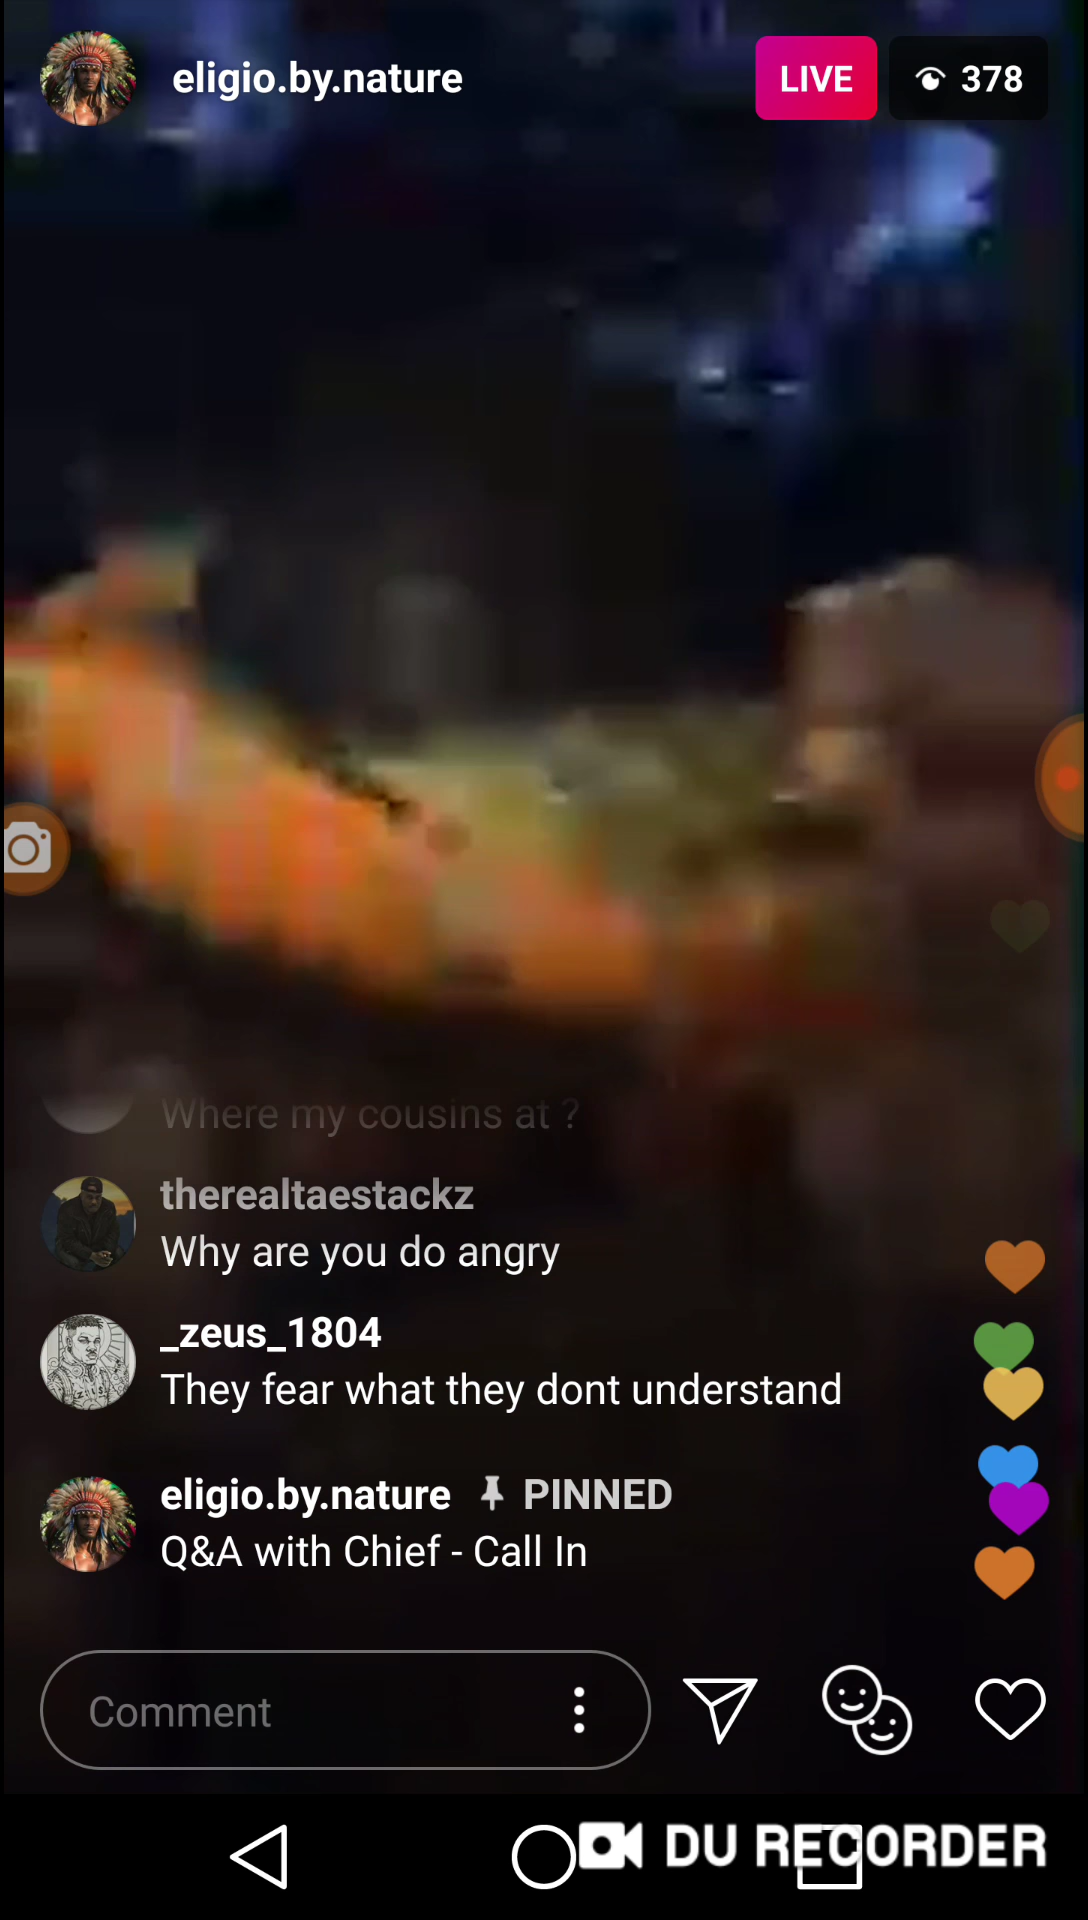 eligio.by.nature
LIVE
378
Where my cousins at ?
therealtaestackz
Why are you do angry
_zeus_1804
They fear what they dont understand
eligio.by.nature PINNED
Q&A with Chief - Call In
Comment
DU RECORDER